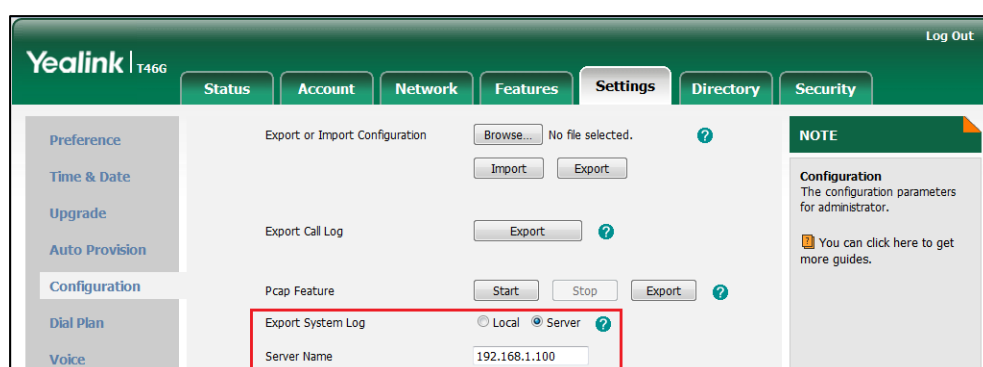 Log Out
Yealink T46G
Status Account Network Features Settings Directory Security
Preference
Time & Date
Upgrade
Auto Provision
Configuration
Dial Plan
Voice
Export or Import Configuration Browse... No file selected. ?
Import Export
Export Call Log Export ?
Pcap Feature Start Stop Export ?
Export System Log Local Server ?
Server Name 192.168.1.100
NOTE
Configuration
The configuration parameters
for administrator.
? You can click here to get
more guides.